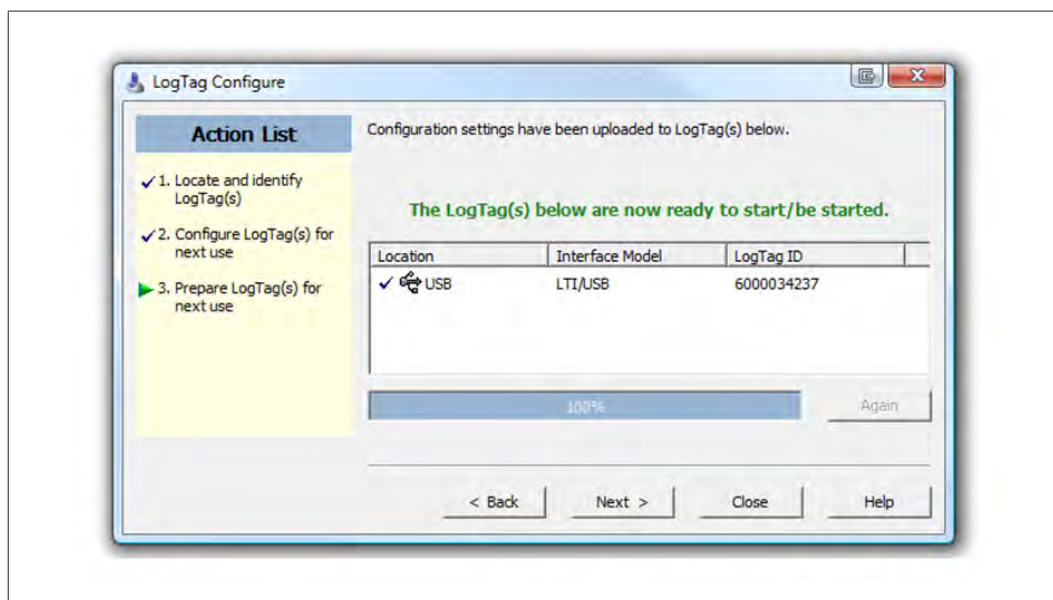 LogTag Configure
Action List
1. Locate and identify
LogTag(s)
2. Configure LogTag(s) for
next use
3. Prepare LogTag(s) for
next use
Configuration settings have been uploaded to LogTag(s) below.
The LogTag(s) below are now ready to start/be started.
Location Interface Model LogTag ID
USB LTI/USB 6000034237
100% Again
< Back Next > Close Help